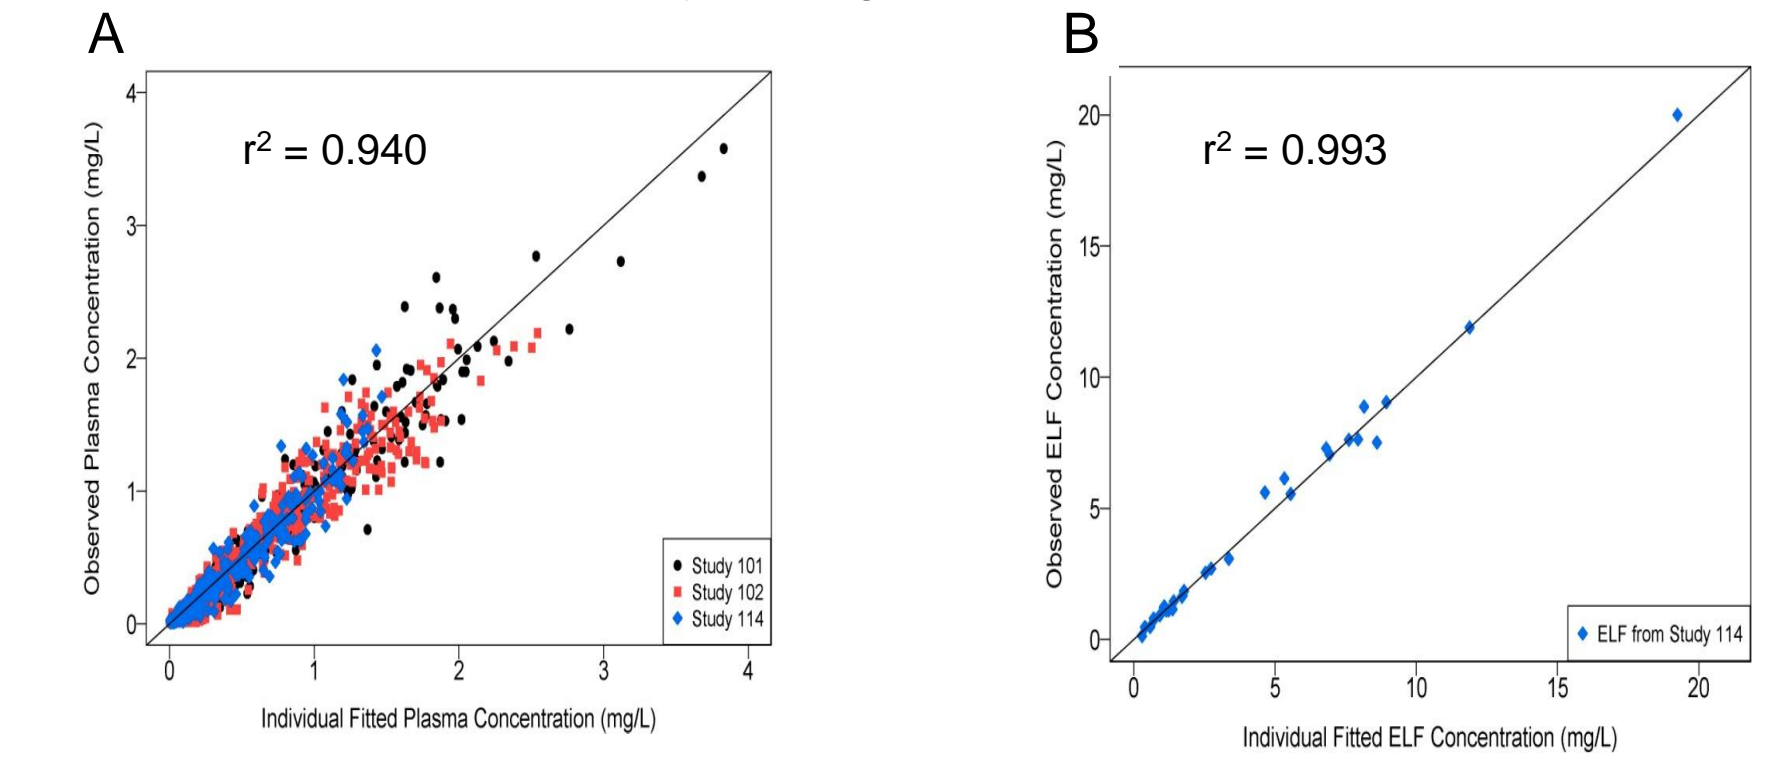 A
r² = 0.940
Observed Plasma Concentration (mg/L)
4
3
2
1
0
0 1 2 3 4
Individual Fitted Plasma Concentration (mg/L)
Study 101
Study 102
Study 114
B
r² = 0.993
Observed ELF Concentration (mg/L)
20
15
10
5
0
0 5 10 15 20
Individual Fitted ELF Concentration (mg/L)
ELF from Study 114